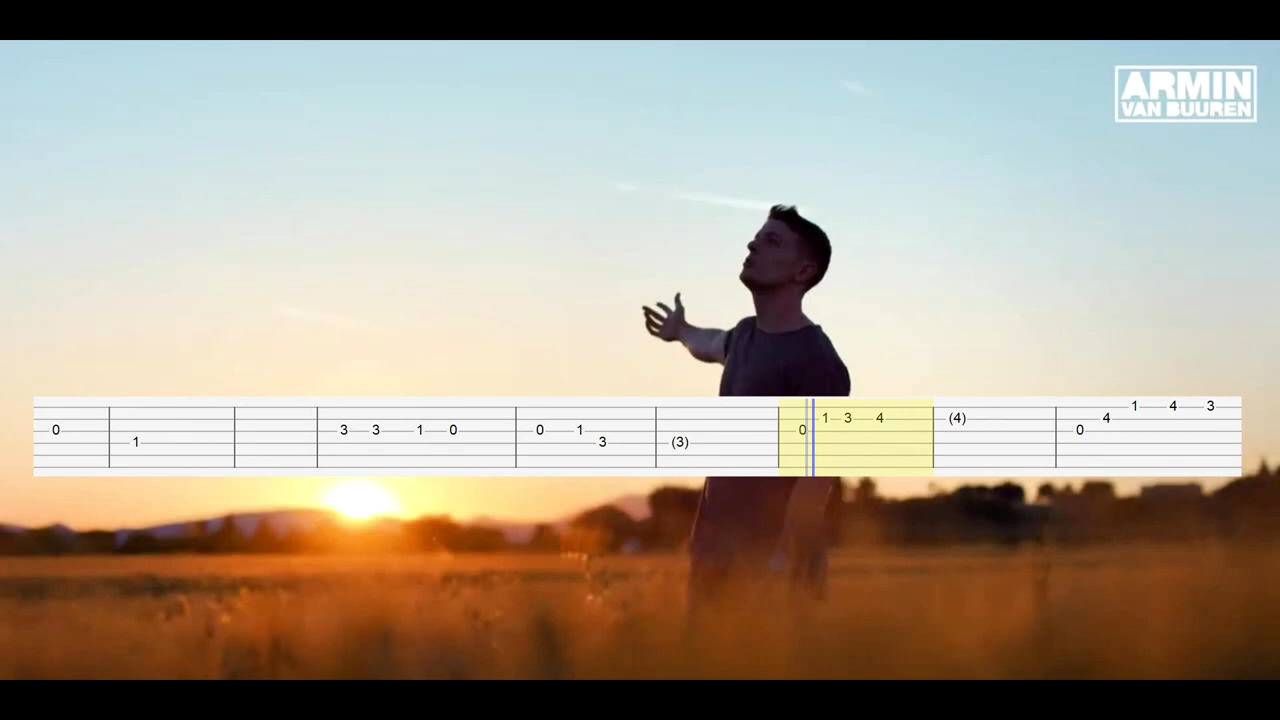 ARMIN
VAN BUUREN
1 4 3
1 3 4 (4) 4
0 3 3 1 0 0 1 0 0
1 3 (3)